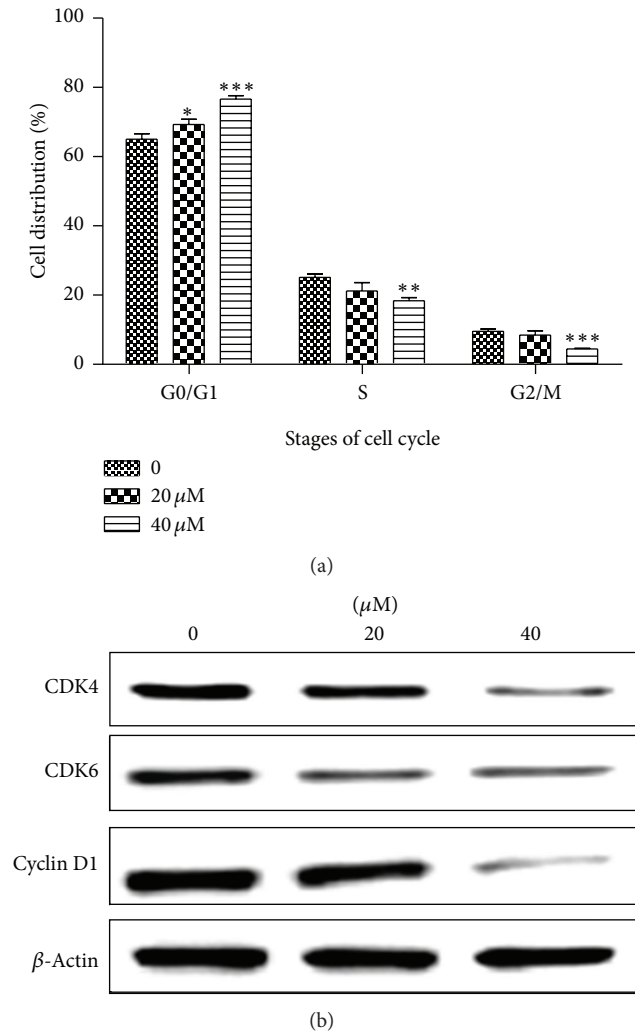 100
80
60
40
20
0
Cell distribution (%)
*
***
**
***
G0/G1 S G2/M
Stages of cell cycle
0
20 μM
40 μM
(a)
(μM)
0 20 40
CDK4
CDK6
Cyclin D1
β-Actin
(b)